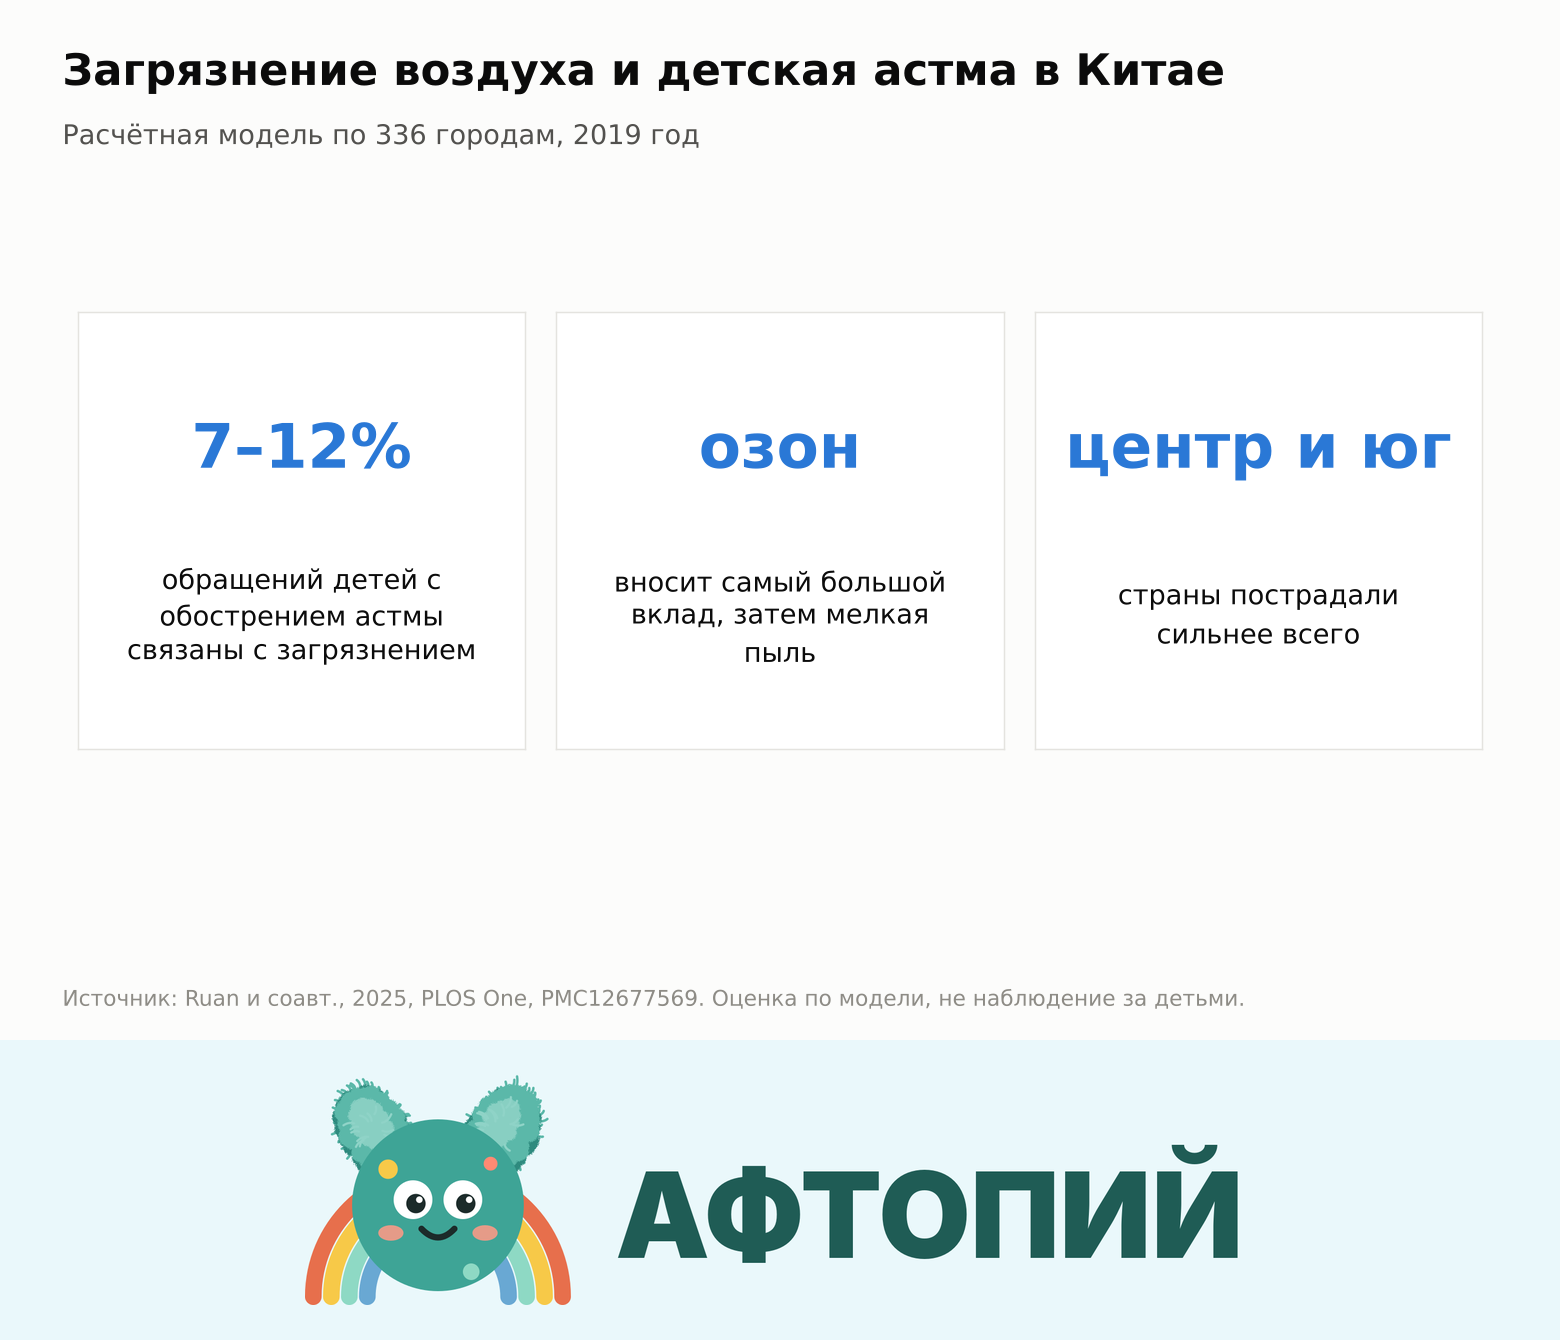 Загрязнение воздуха и детская астма в Китае
Расчётная модель по 336 городам, 2019 год
7–12%
обращений детей с
обострением астмы
связаны с загрязнением
озон
вносит самый большой
вклад, затем мелкая
пыль
центр и юг
страны пострадали
сильнее всего
Источник: Ruan и соавт., 2025, PLOS One, PMC12677569. Оценка по модели, не наблюдение за детьми.
АФТОПИЙ